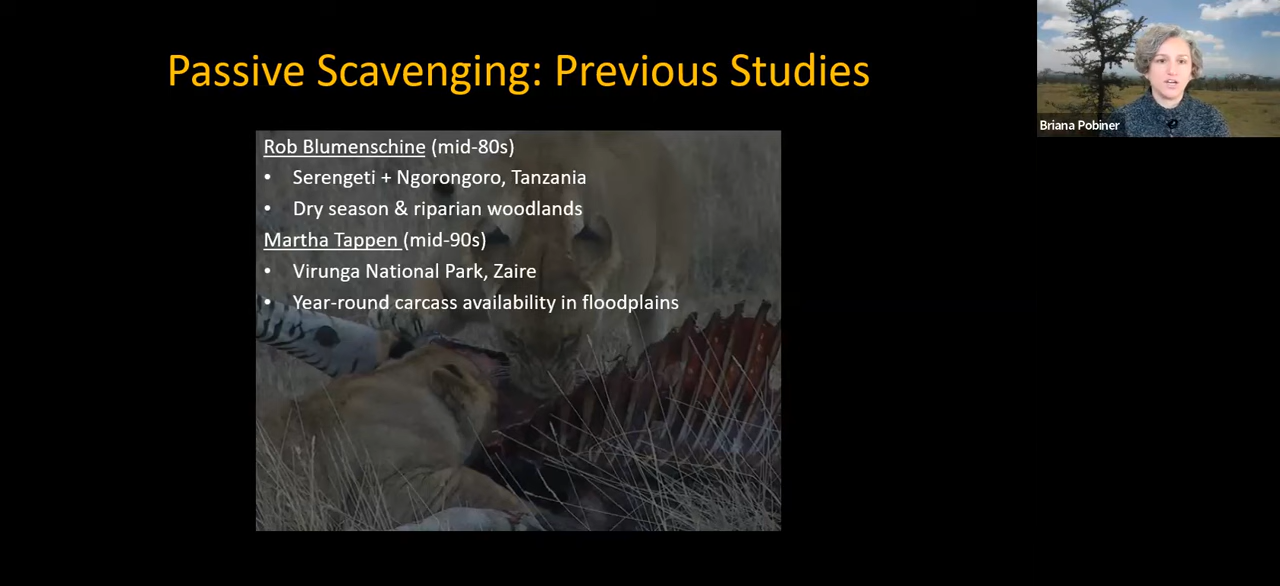 Passive Scavenging: Previous Studies
Rob Blumenschine (mid-80s)
• Serengeti + Ngorongoro, Tanzania
• Dry season & riparian woodlands
Martha Tappen (mid-90s)
• Virunga National Park, Zaire
• Year-round carcass availability in floodplains
Briana Pobiner